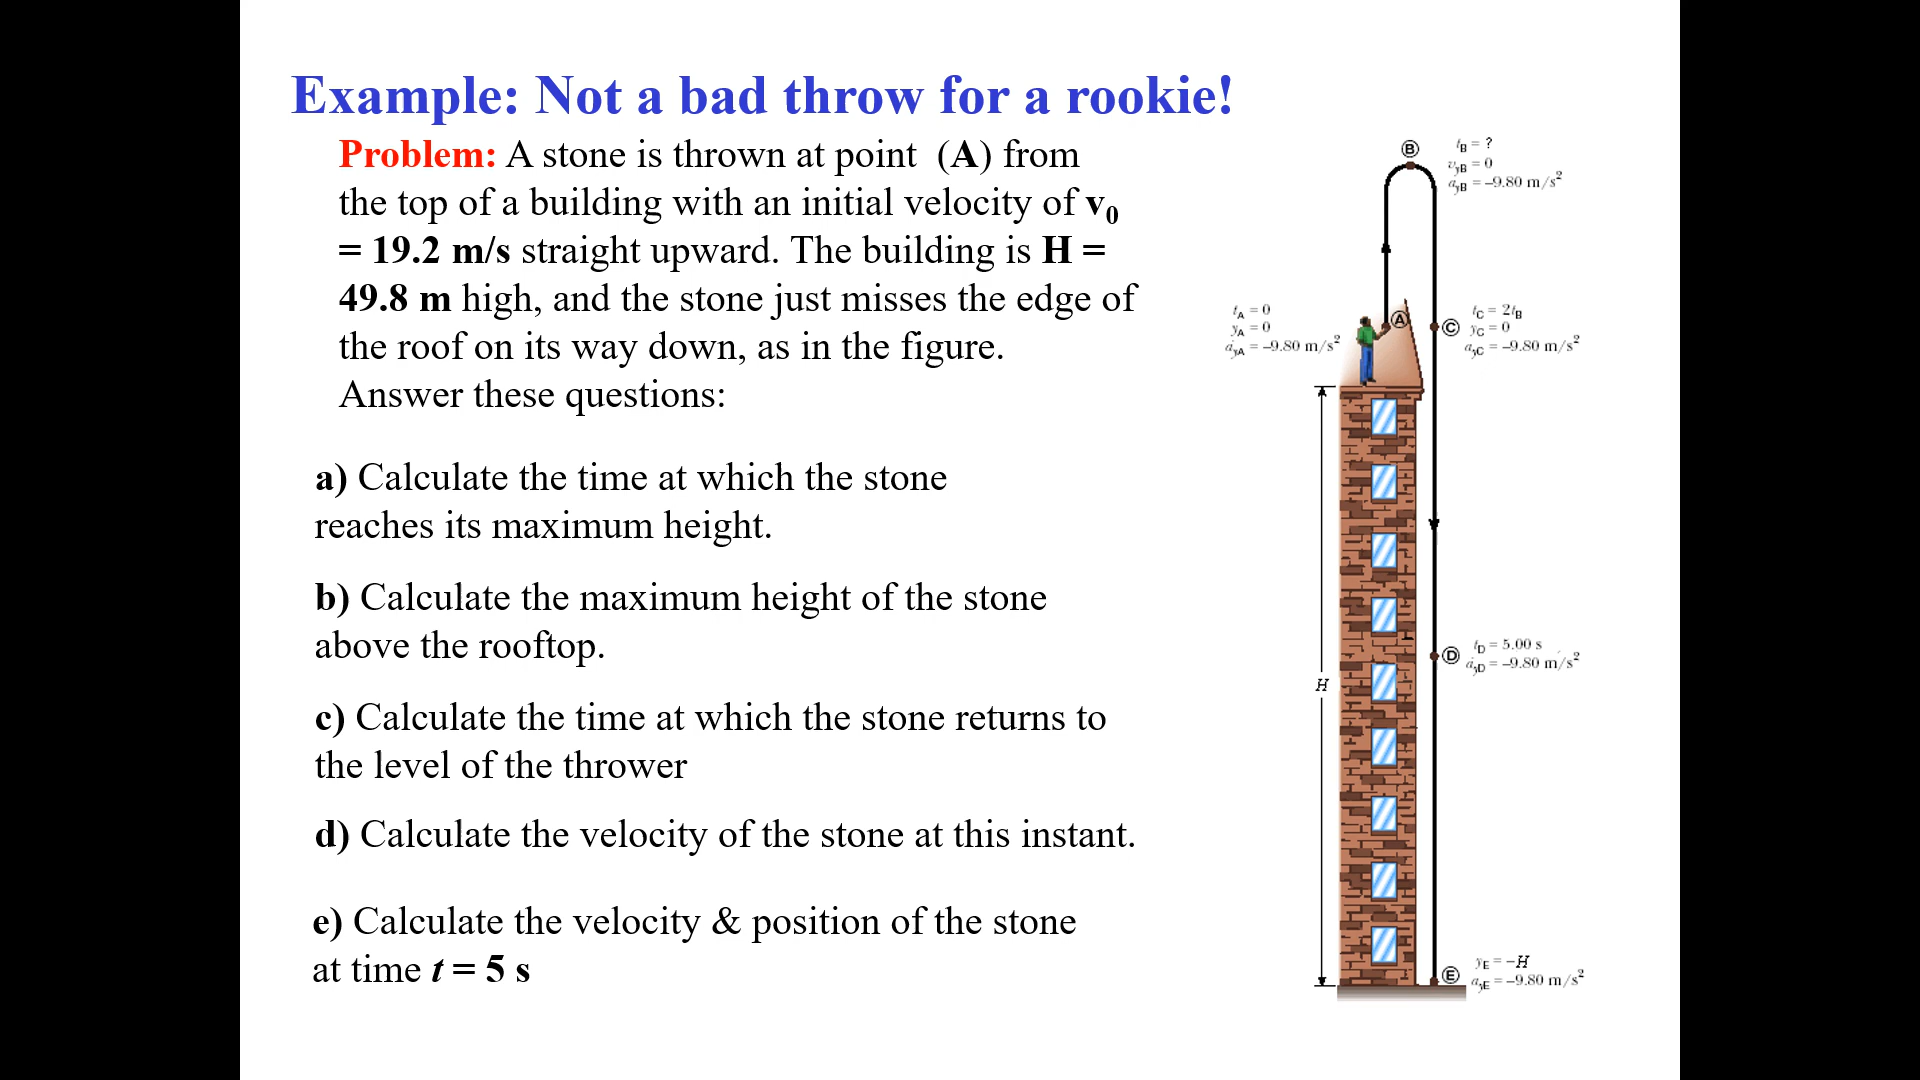 Example: Not a bad throw for a rookie!
Problem: A stone is thrown at point (A) from
the top of a building with an initial velocity of v₀
= 19.2 m/s straight upward. The building is H =
49.8 m high, and the stone just misses the edge of
the roof on its way down, as in the figure.
Answer these questions:
a) Calculate the time at which the stone
reaches its maximum height.
b) Calculate the maximum height of the stone
above the rooftop.
c) Calculate the time at which the stone returns to
the level of the thrower
d) Calculate the velocity of the stone at this instant.
e) Calculate the velocity & position of the stone
at time t = 5 s
Ⓑ
tB = ?
vyB = 0
ayB = –9.80 m/s²
tA = 0
yA = 0
ayA = –9.80 m/s²
Ⓐ
Ⓒ
tC = 2tB
yC = 0
ayC = –9.80 m/s²
H
Ⓓ
tD = 5.00 s
ayD = –9.80 m/s²
Ⓔ
yE = –H
ayE = –9.80 m/s²